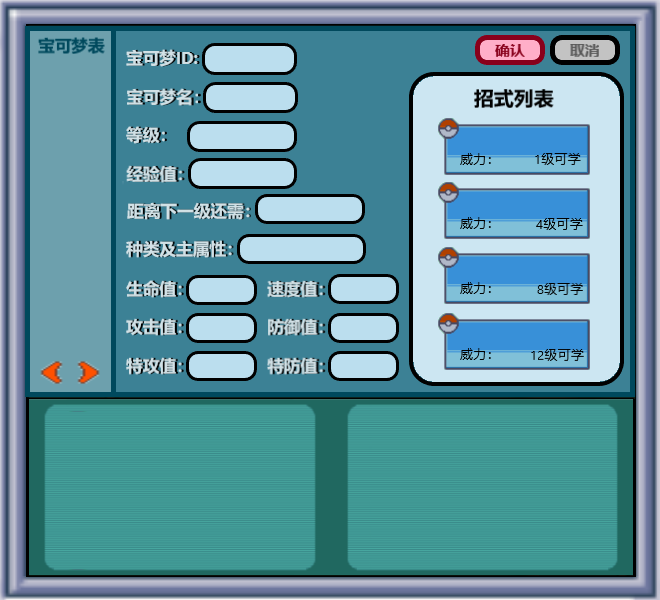 宝可梦表
宝可梦ID:
宝可梦名:
等级:
经验值:
距离下一级还需:
种类及主属性:
生命值: 速度值:
攻击值: 防御值:
特攻值: 特防值:
确认 取消
招式列表
威力: 1级可学
威力: 4级可学
威力: 8级可学
威力: 12级可学